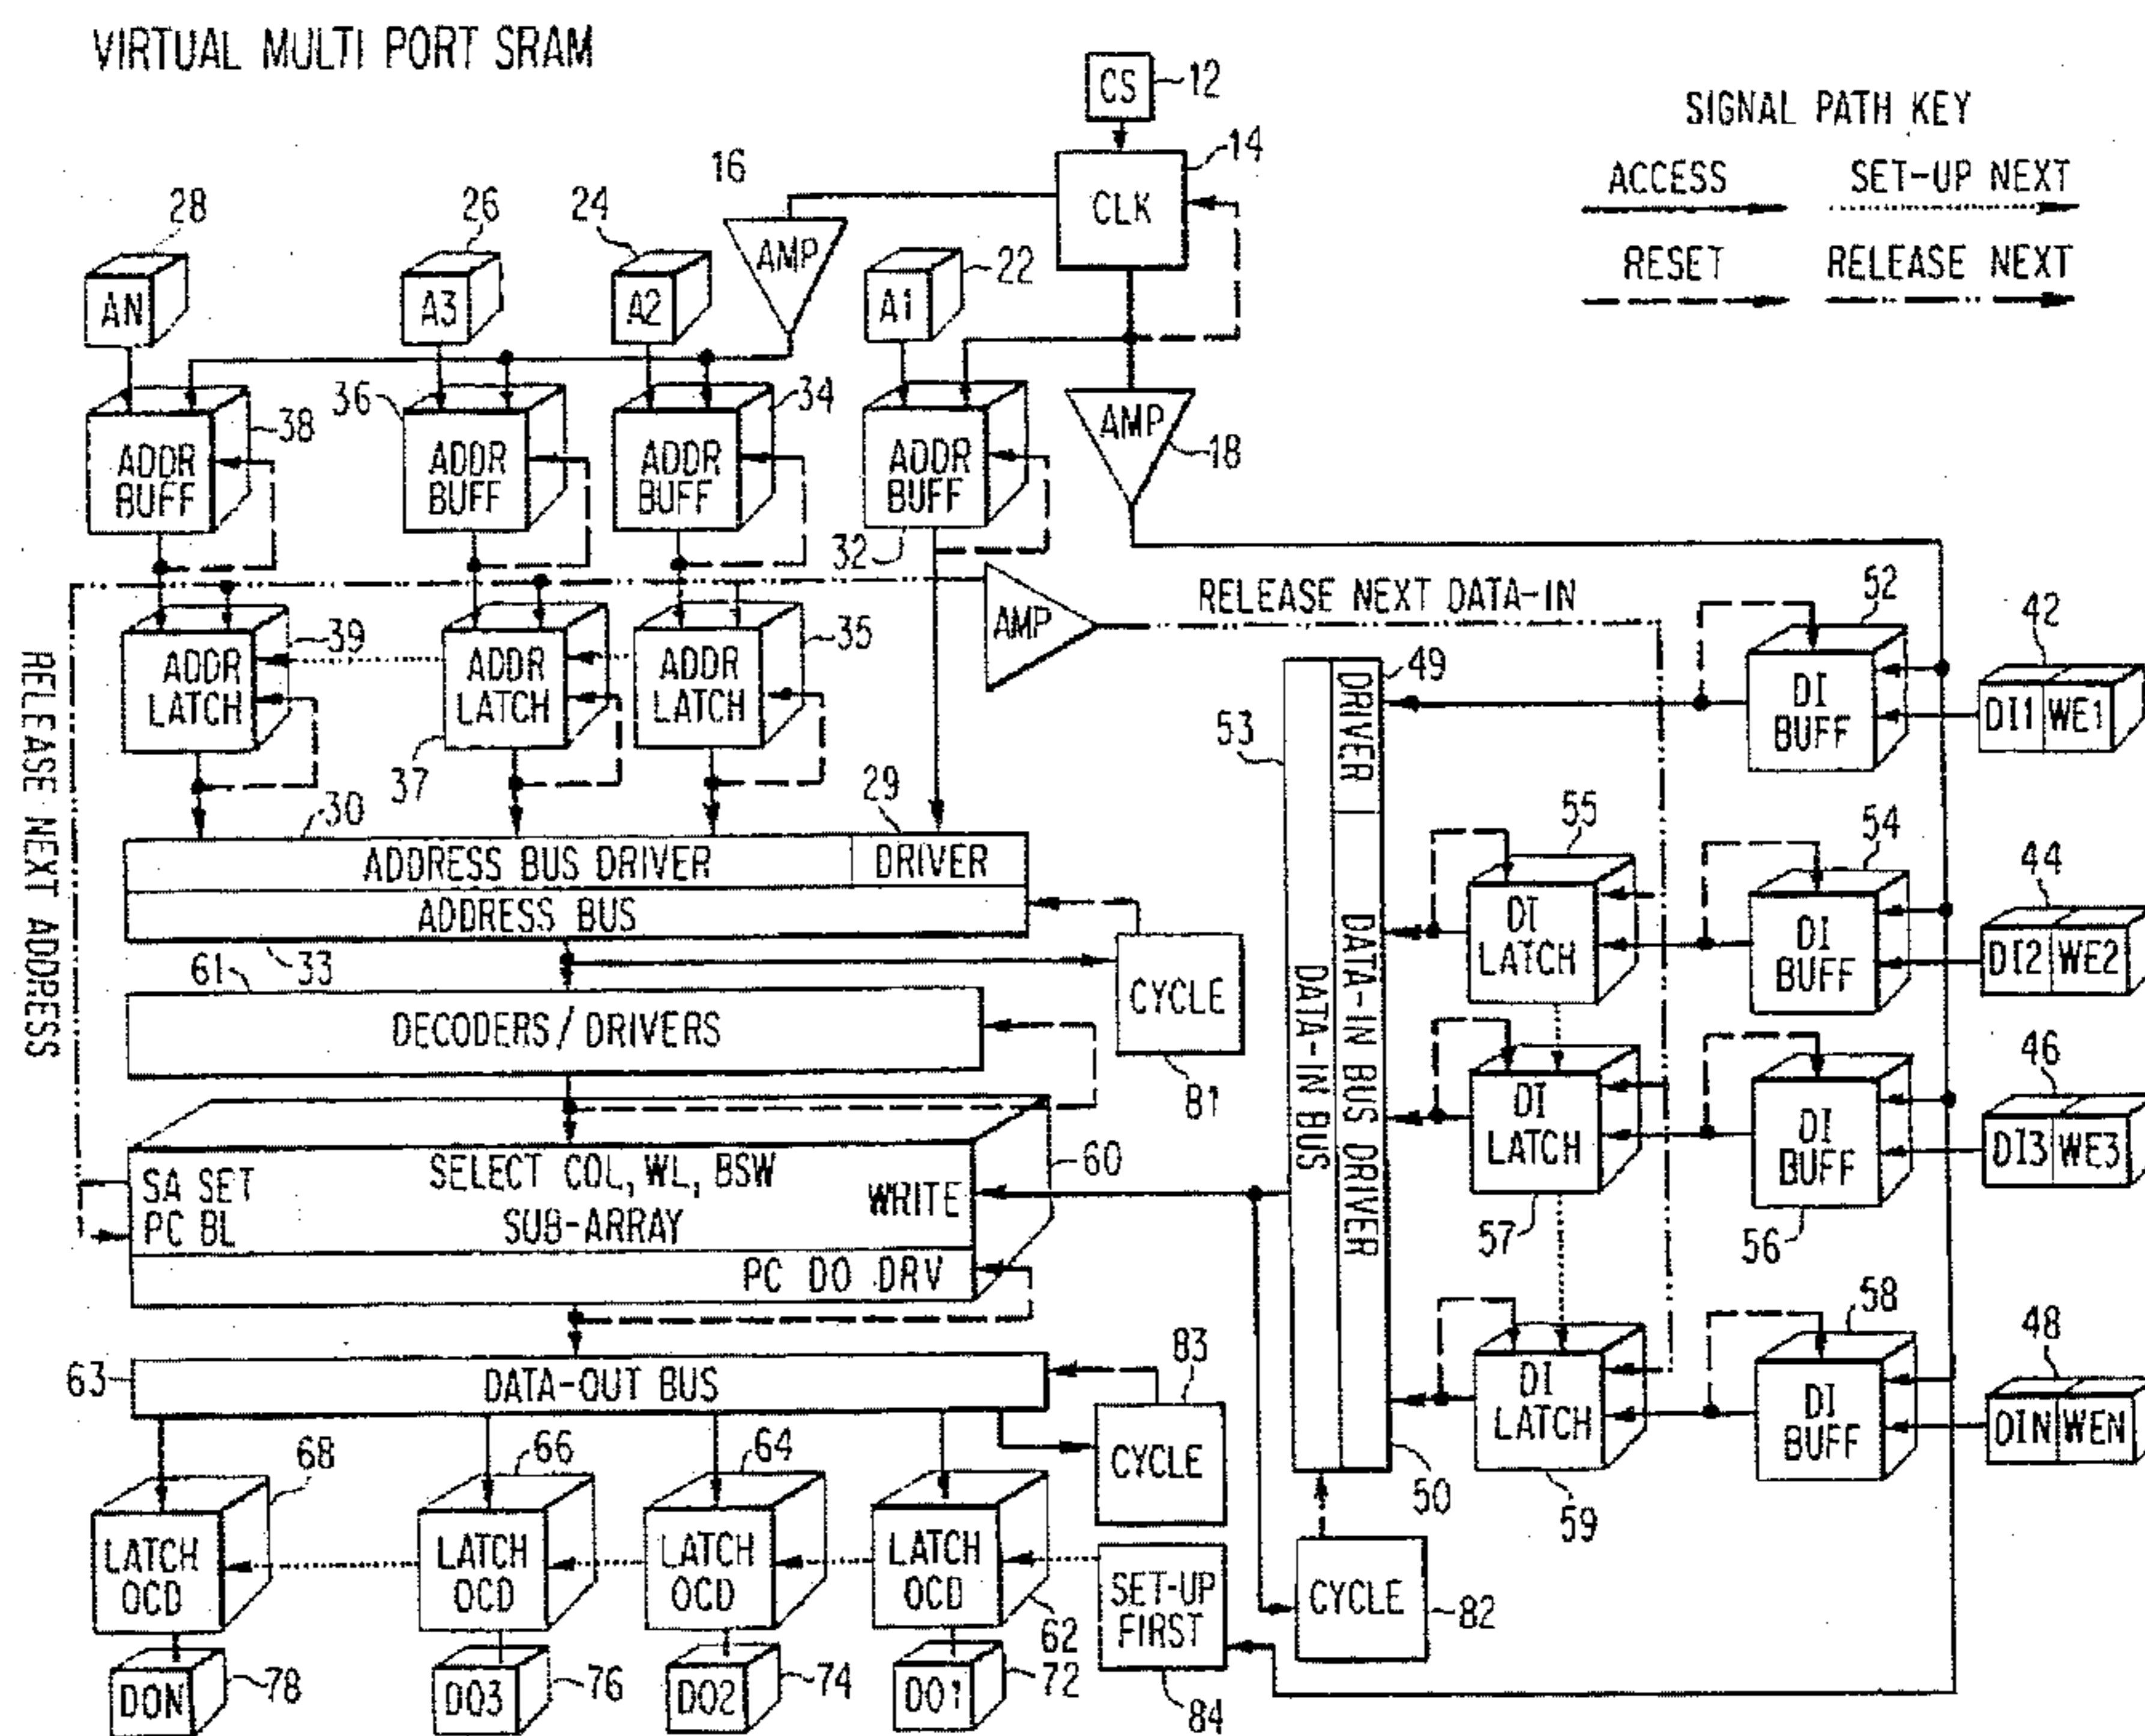 VIRTUAL MULTI PORT SRAM
CS
12
SIGNAL PATH KEY
ACCESS
SET-UP NEXT
RESET
RELEASE NEXT
14
CLK
16
AMP
28
26
24
22
AN
A3
A2
A1
38
36
34
ADDR BUFF
ADDR BUFF
ADDR BUFF
ADDR BUFF
32
AMP
18
AMP
RELEASE NEXT DATA-IN
39
37
35
ADDR LATCH
ADDR LATCH
ADDR LATCH
RELEASE NEXT ADDRESS
30
29
ADDRESS BUS DRIVER
DRIVER
ADDRESS BUS
33
CYCLE
81
61
DECODERS/DRIVERS
SA SET
PC BL
SELECT COL, WL, BSW
SUB-ARRAY
WRITE
60
PC DO DRV
63
DATA-OUT BUS
83
CYCLE
68
66
64
LATCH OCD
LATCH OCD
LATCH OCD
LATCH OCD
62
SET-UP FIRST
84
DON
78
DO3
76
DO2
74
DO1
72
53
49
DRIVER
DATA-IN BUS
DATA-IN BUS DRIVER
50
CYCLE
82
52
DI BUFF
42
DI1
WE1
55
DI LATCH
54
DI BUFF
44
DI2
WE2
DI LATCH
57
DI BUFF
56
46
DI3
WE3
DI LATCH
59
58
DI BUFF
48
DIN
WEN